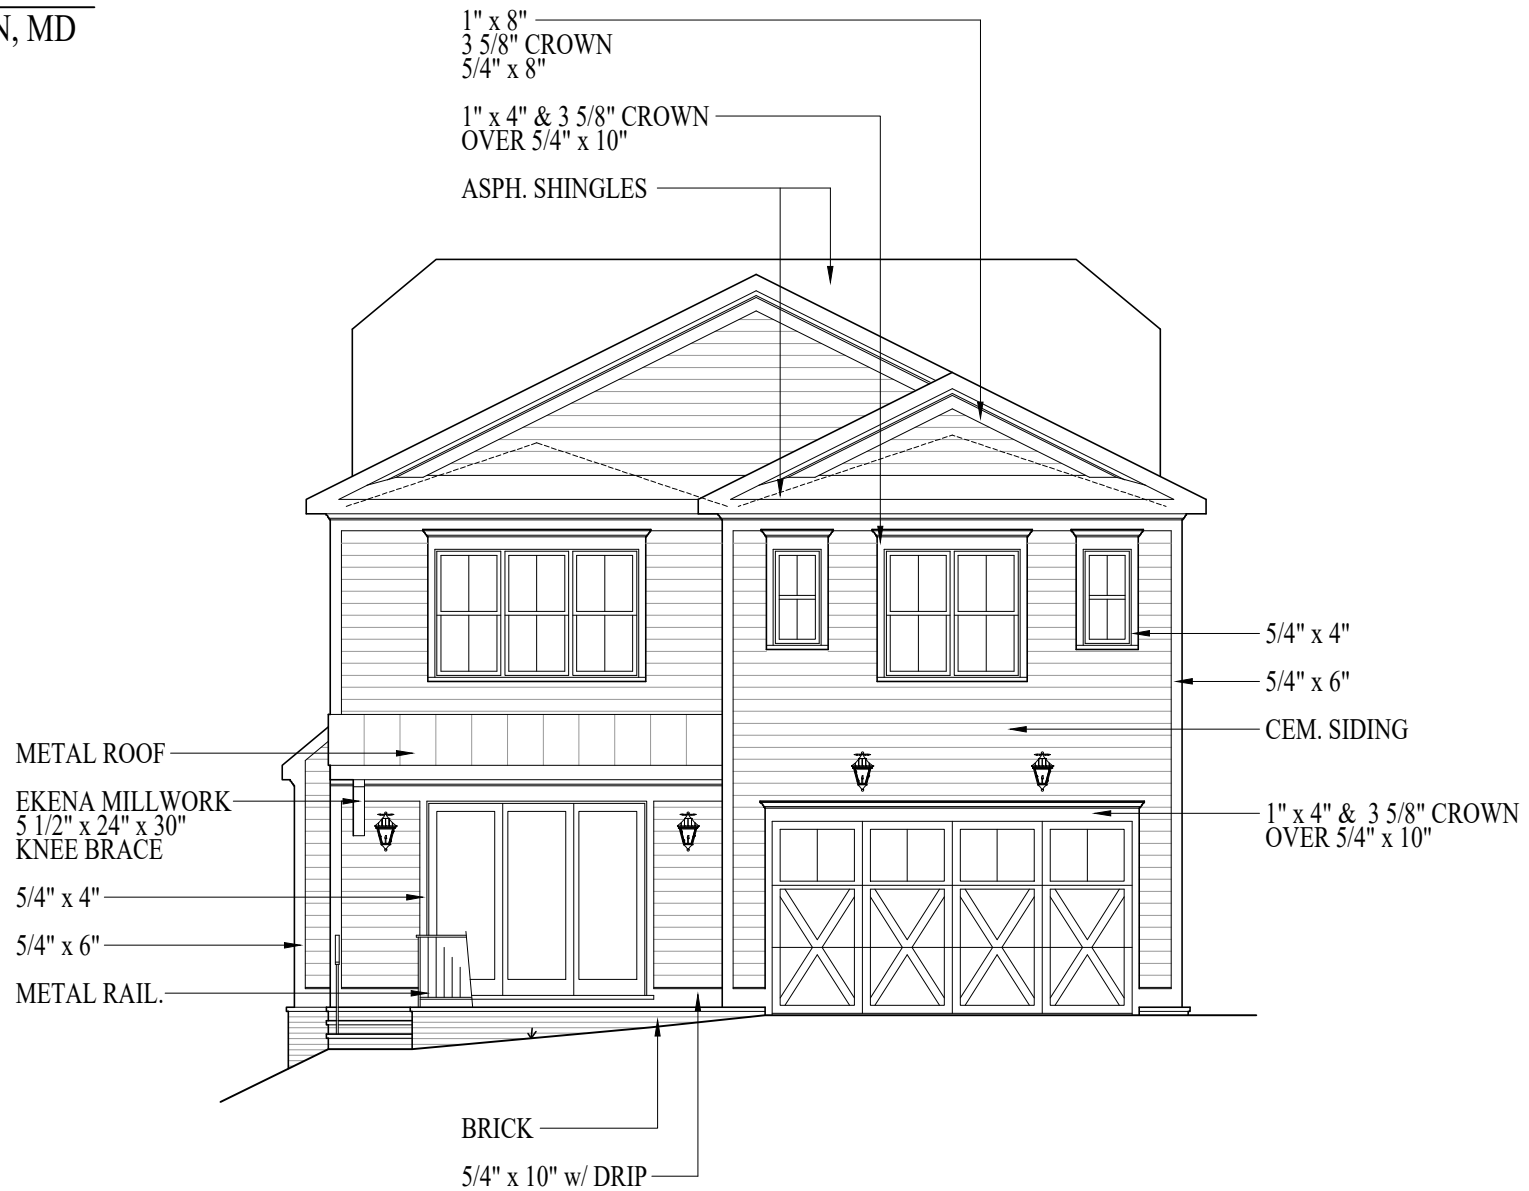 N, MD
1" x 8"
3 5/8" CROWN
5/4" x 8"
1" x 4" & 3 5/8" CROWN
OVER 5/4" x 10"
ASPH. SHINGLES
5/4" x 4"
5/4" x 6"
CEM. SIDING
1" x 4" & 3 5/8" CROWN
OVER 5/4" x 10"
METAL ROOF
EKENA MILLWORK
5 1/2" x 24" x 30"
KNEE BRACE
5/4" x 4"
5/4" x 6"
METAL RAIL.
BRICK
5/4" x 10" w/ DRIP